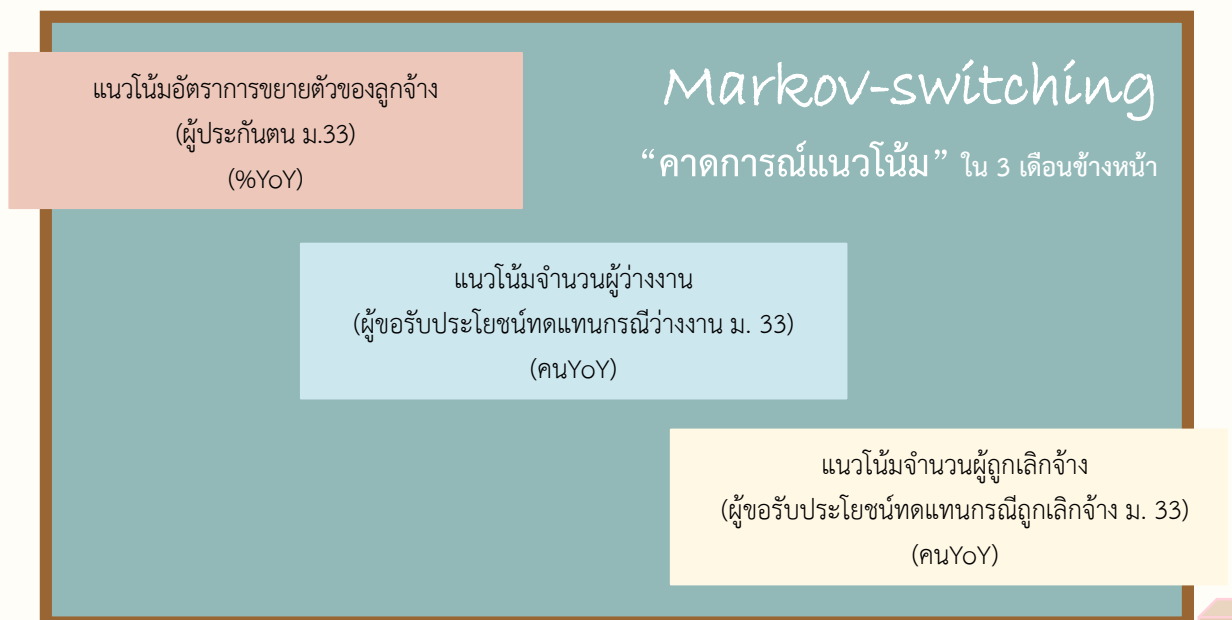 แนวโน้มอัตราการขยายตัวของลูกจ้าง
(ผู้ประกันตน ม.33)
(%YoY)
Markov-switching
“คาดการณ์แนวโน้ม” ใน 3 เดือนข้างหน้า
แนวโน้มจำนวนผู้ว่างงาน
(ผู้ขอรับประโยชน์ทดแทนกรณีว่างงาน ม. 33)
(คนYoY)
แนวโน้มจำนวนผู้ถูกเลิกจ้าง
(ผู้ขอรับประโยชน์ทดแทนกรณีถูกเลิกจ้าง ม. 33)
(คนYoY)